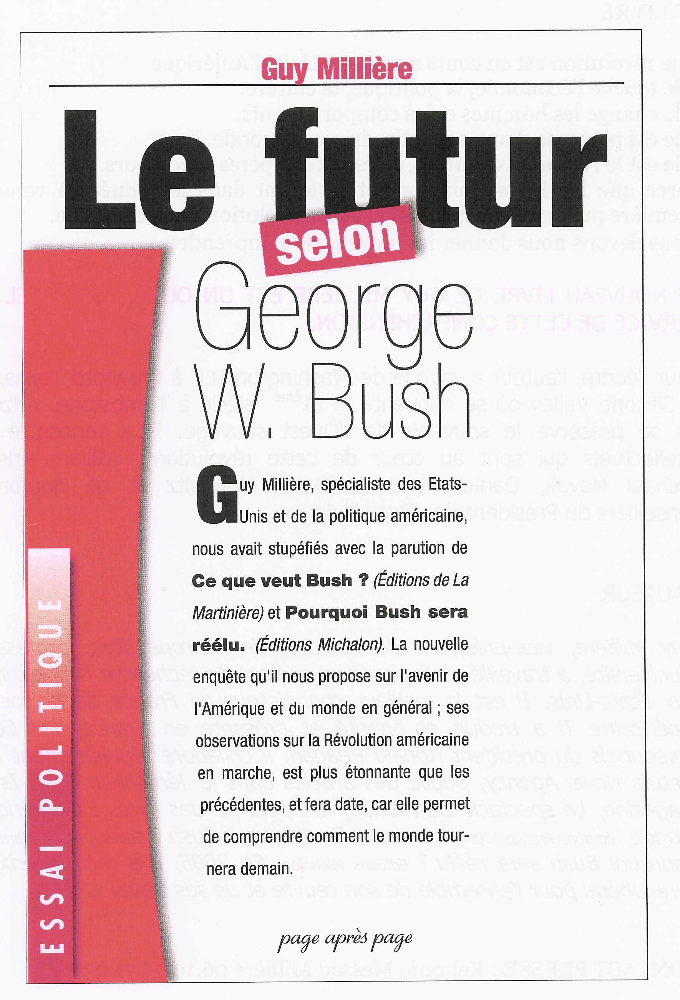 Guy Millière
Le futur
selon
George
W. Bush
Guy Millière, spécialiste des Etats-
Unis et de la politique américaine,
nous avait stupéfiés avec la parution de
Ce que veut Bush ? (Éditions de La
Martinière) et Pourquoi Bush sera
réélu. (Éditions Michalon). La nouvelle
enquête qu'il nous propose sur l'avenir de
l'Amérique et du monde en général ; ses
observations sur la Révolution américaine
en marche, est plus étonnante que les
précédentes, et fera date, car elle permet
de comprendre comment le monde tour-
nera demain.
page après page
ESSAI POLITIQUE